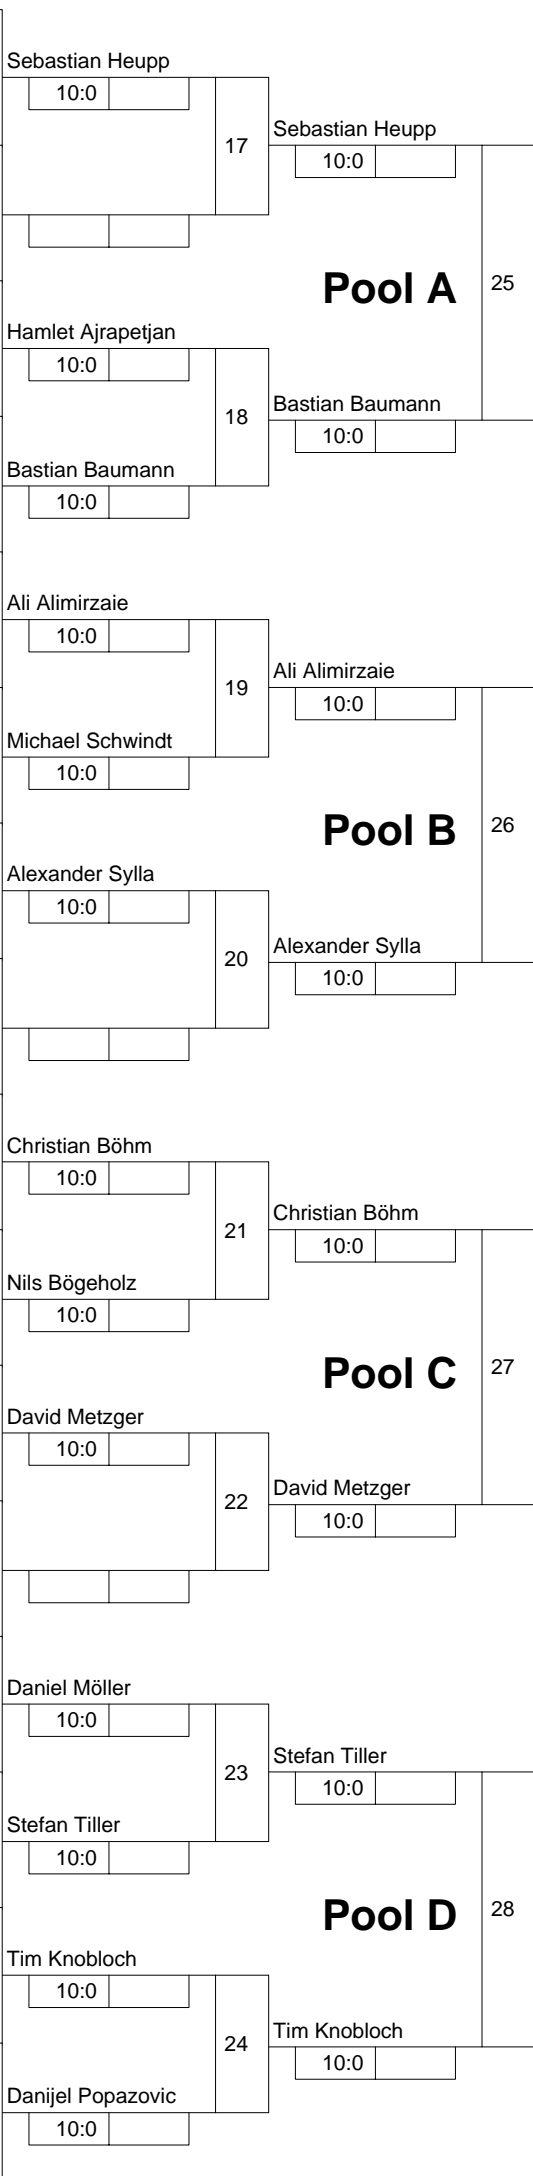 Sebastian Heupp
10:0
17
Sebastian Heupp
10:0
Pool A
25
Hamlet Ajrapetjan
10:0
18
Bastian Baumann
10:0
Bastian Baumann
10:0
Ali Alimirzaie
10:0
19
Ali Alimirzaie
10:0
Michael Schwindt
10:0
Pool B
26
Alexander Sylla
10:0
20
Alexander Sylla
10:0
Christian Böhm
10:0
21
Christian Böhm
10:0
Nils Bögeholz
10:0
Pool C
27
David Metzger
10:0
22
David Metzger
10:0
Daniel Möller
10:0
23
Stefan Tiller
10:0
Stefan Tiller
10:0
Pool D
28
Tim Knobloch
10:0
24
Tim Knobloch
10:0
Danijel Popazovic
10:0